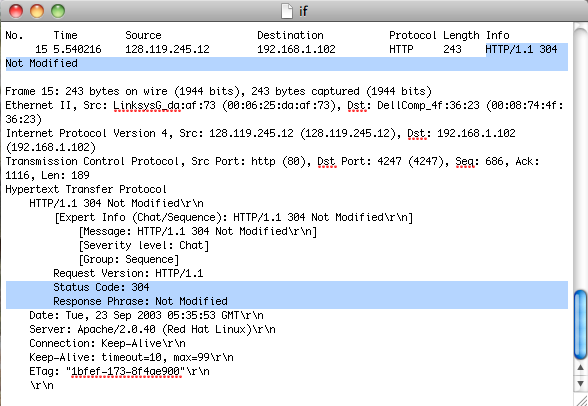 if
No. Time Source Destination Protocol Length Info
15 5.540216 128.119.245.12 192.168.1.102 HTTP 243 HTTP/1.1 304
Not Modified
Frame 15: 243 bytes on wire (1944 bits), 243 bytes captured (1944 bits)
Ethernet II, Src: LinksysG_da:af:73 (00:06:25:da:af:73), Dst: DellComp_4f:36:23 (00:08:74:4f:
36:23)
Internet Protocol Version 4, Src: 128.119.245.12 (128.119.245.12), Dst: 192.168.1.102
(192.168.1.102)
Transmission Control Protocol, Src Port: http (80), Dst Port: 4247 (4247), Seq: 686, Ack:
1116, Len: 189
Hypertext Transfer Protocol
HTTP/1.1 304 Not Modified\r\n
[Expert Info (Chat/Sequence): HTTP/1.1 304 Not Modified\r\n]
[Message: HTTP/1.1 304 Not Modified\r\n]
[Severity level: Chat]
[Group: Sequence]
Request Version: HTTP/1.1
Status Code: 304
Response Phrase: Not Modified
Date: Tue, 23 Sep 2003 05:35:53 GMT\r\n
Server: Apache/2.0.40 (Red Hat Linux)\r\n
Connection: Keep-Alive\r\n
Keep-Alive: timeout=10, max=99\r\n
ETag: "1bfef-173-8f4ae900"\r\n
\r\n